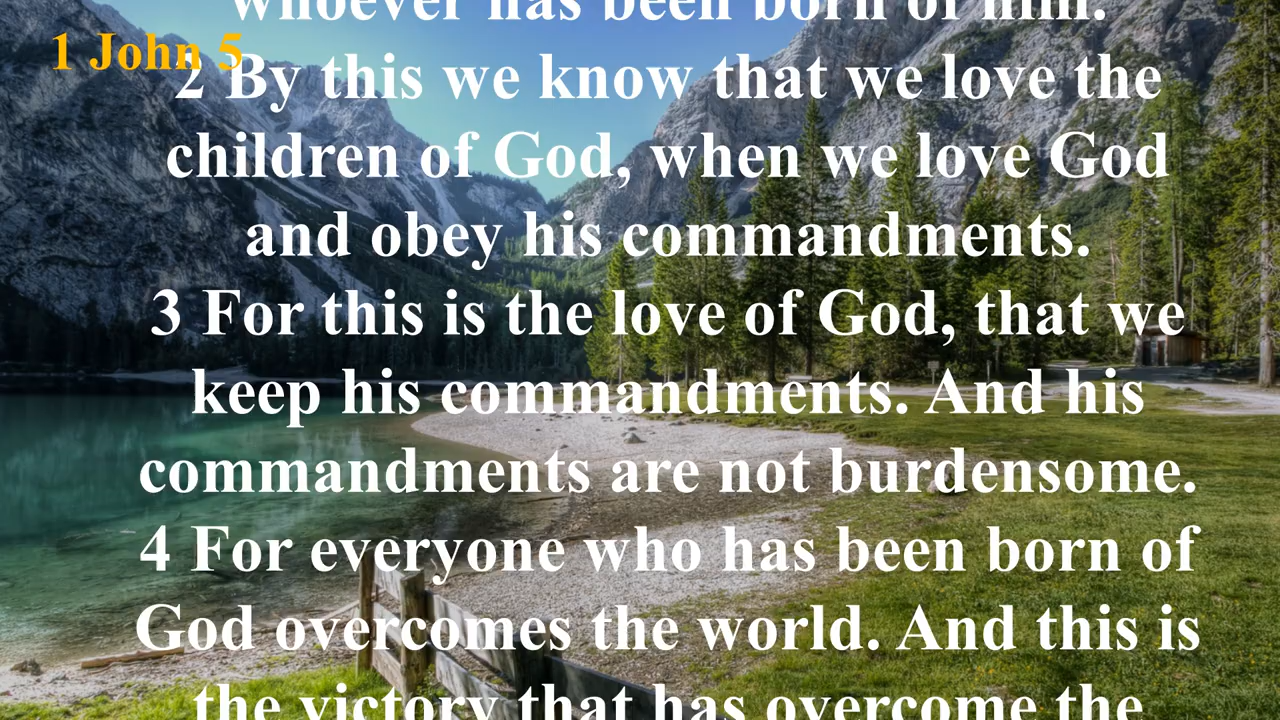 whoever has been born of him.
1 John 5
2 By this we know that we love the
children of God, when we love God
and obey his commandments.
3 For this is the love of God, that we
keep his commandments. And his
commandments are not burdensome.
4 For everyone who has been born of
God overcomes the world. And this is
the victory that has overcome the